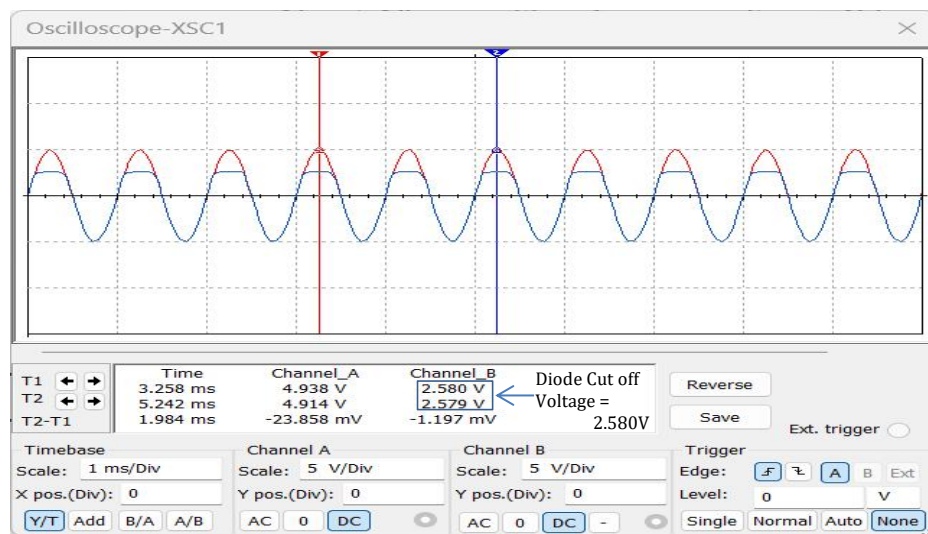 Oscilloscope-XSC1
1
2
Time Channel_A Channel_B
T1 3.258 ms 4.938 V 2.580 V
T2 5.242 ms 4.914 V 2.579 V
T2-T1 1.984 ms -23.858 mV -1.197 mV
Diode Cut off
Voltage =
2.580V
Reverse
Save
Ext. trigger
Timebase
Scale: 1 ms/Div
X pos.(Div): 0
Y/T Add B/A A/B
Channel A
Scale: 5 V/Div
Y pos.(Div): 0
AC 0 DC
Channel B
Scale: 5 V/Div
Y pos.(Div): 0
AC 0 DC -
Trigger
Edge: A B Ext
Level: 0 V
Single Normal Auto None